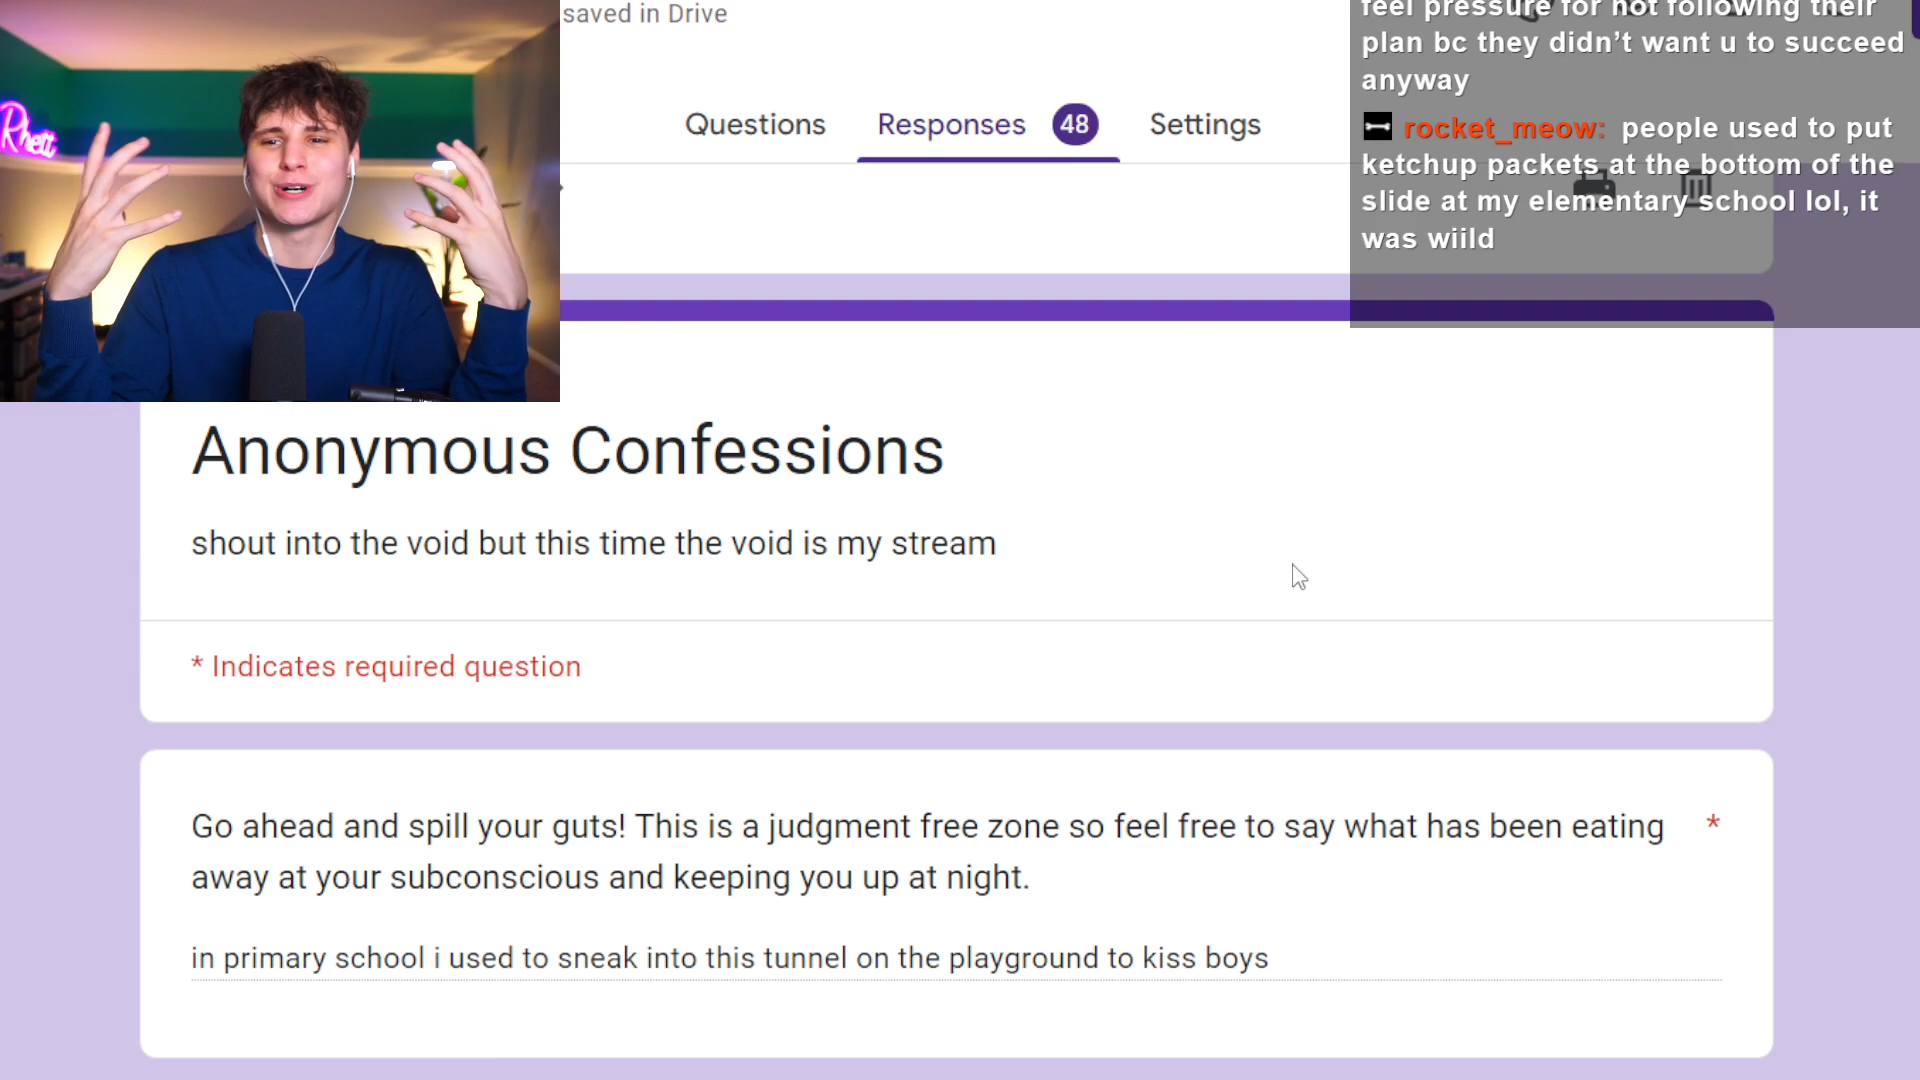 saved in Drive
Rhett
Questions
Responses
48
Settings
feel pressure for not following their
plan bc they didn’t want u to succeed
anyway
rocket_meow: people used to put
ketchup packets at the bottom of the
slide at my elementary school lol, it
was wiild
Anonymous Confessions
shout into the void but this time the void is my stream
* Indicates required question
Go ahead and spill your guts! This is a judgment free zone so feel free to say what has been eating *
away at your subconscious and keeping you up at night.
in primary school i used to sneak into this tunnel on the playground to kiss boys